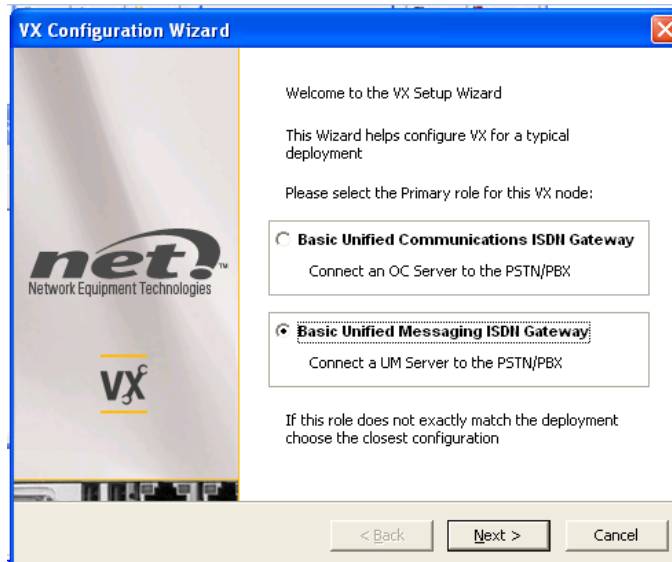 VX Configuration Wizard
Welcome to the VX Setup Wizard
This Wizard helps configure VX for a typical
deployment
Please select the Primary role for this VX node:
Basic Unified Communications ISDN Gateway
Connect an OC Server to the PSTN/PBX
Basic Unified Messaging ISDN Gateway
Connect a UM Server to the PSTN/PBX
If this role does not exactly match the deployment
choose the closest configuration
net.™
Network Equipment Technologies
VX
< Back
Next >
Cancel